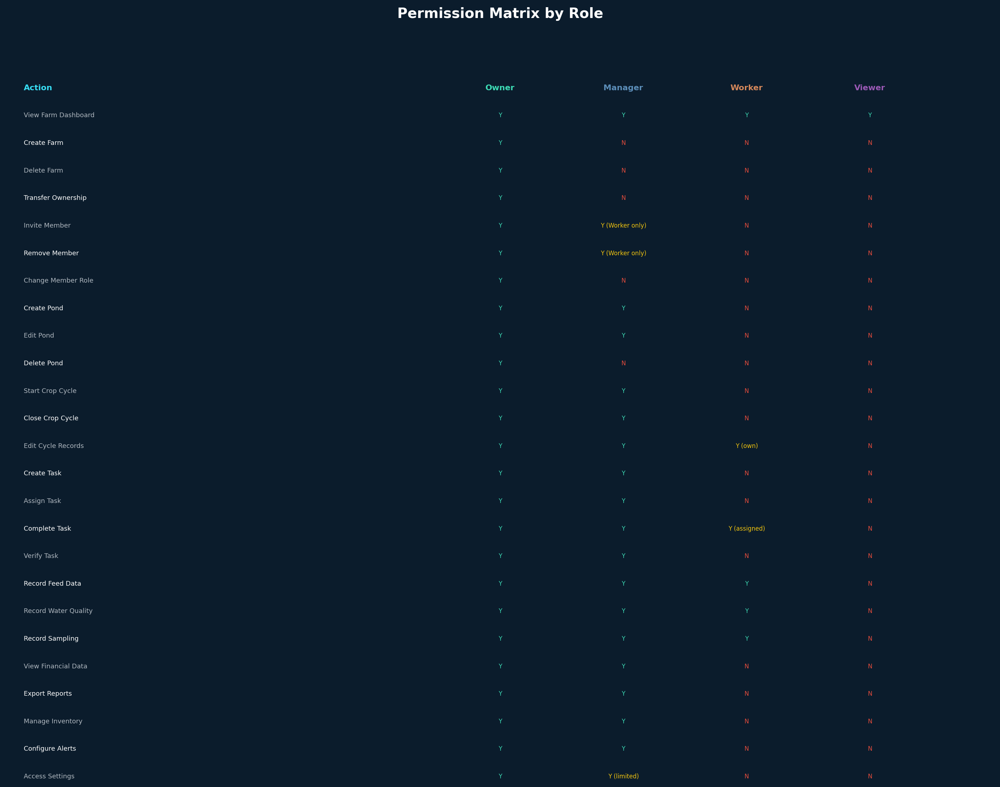 Permission Matrix by Role
Action Owner Manager Worker Viewer
View Farm Dashboard Y Y Y Y
Create Farm Y N N N
Delete Farm Y N N N
Transfer Ownership Y N N N
Invite Member Y Y (Worker only) N N
Remove Member Y Y (Worker only) N N
Change Member Role Y N N N
Create Pond Y Y N N
Edit Pond Y Y N N
Delete Pond Y N N N
Start Crop Cycle Y Y N N
Close Crop Cycle Y Y N N
Edit Cycle Records Y Y Y (own) N
Create Task Y Y N N
Assign Task Y Y N N
Complete Task Y Y Y (assigned) N
Verify Task Y Y N N
Record Feed Data Y Y Y N
Record Water Quality Y Y Y N
Record Sampling Y Y Y N
View Financial Data Y Y N N
Export Reports Y Y N N
Manage Inventory Y Y N N
Configure Alerts Y Y N N
Access Settings Y Y (limited) N N